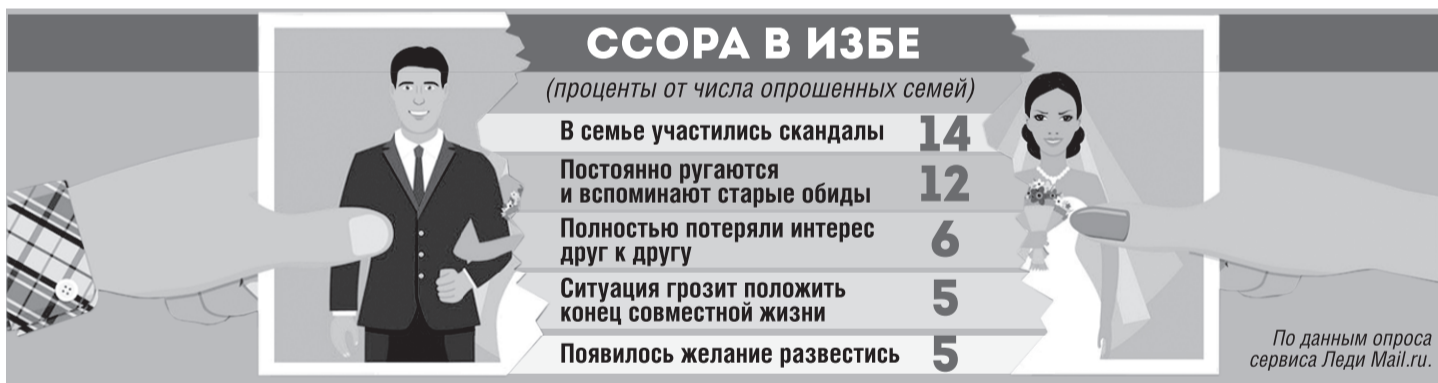 ССОРА В ИЗБЕ
(проценты от числа опрошенных семей)
В семье участились скандалы 14
Постоянно ругаются
и вспоминают старые обиды 12
Полностью потеряли интерес
друг к другу 6
Ситуация грозит положить
конец совместной жизни 5
Появилось желание развестись 5
По данным опроса
сервиса Леди Mail.ru.